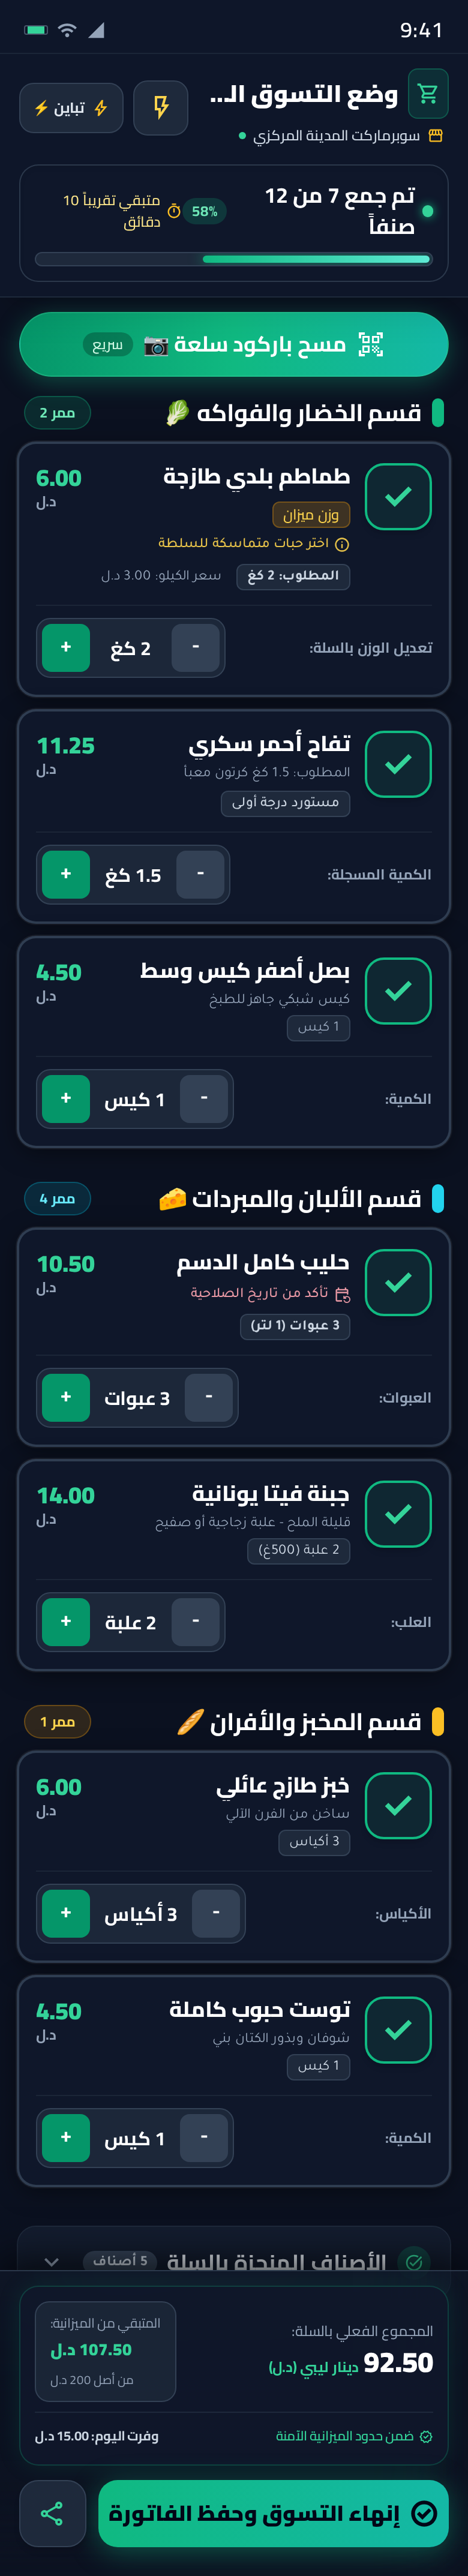 9:41
وضع التسوق الـ...
سوبرماركت المدينة المركزي
تباين ⚡
تم جمع 7 من 12 صنفاً
58%
متبقي تقريباً 10 دقائق
مسح باركود سلعة 📷 سريع
قسم الخضار والفواكه 🥬
ممر 2
طماطم بلدي طازجة
6.00 د.ل
وزن ميزان
اختر حبات متماسكة للسلطة
المطلوب: 2 كغ
سعر الكيلو: 3.00 د.ل
تعديل الوزن بالسلة:
- 2 كغ +
تفاح أحمر سكري
11.25 د.ل
المطلوب: 1.5 كغ كرتون معبأ
مستورد درجة أولى
الكمية المسجلة:
- 1.5 كغ +
بصل أصفر كيس وسط
4.50 د.ل
كيس شبكي جاهز للطبخ
1 كيس
الكمية:
- 1 كيس +
قسم الألبان والمبردات 🧀
ممر 4
حليب كامل الدسم
10.50 د.ل
تأكد من تاريخ الصلاحية
3 عبوات (1 لتر)
العبوات:
- 3 عبوات +
جبنة فيتا يونانية
14.00 د.ل
قليلة الملح - علبة زجاجية أو صفيح
2 علبة (500غ)
العلب:
- 2 علبة +
قسم المخبز والأفران 🥖
ممر 1
خبز طازج عائلي
6.00 د.ل
ساخن من الفرن الآلي
3 أكياس
الأكياس:
- 3 أكياس +
توست حبوب كاملة
4.50 د.ل
شوفان وبذور الكتان بني
1 كيس
الكمية:
- 1 كيس +
الأصناف المنجزة بالسلة
5 أصناف
المجموع الفعلي بالسلة:
92.50 دينار ليبي (د.ل)
المتبقي من الميزانية:
107.50 د.ل
من أصل 200 د.ل
ضمن حدود الميزانية الآمنة
وفرت اليوم: 15.00 د.ل
إنهاء التسوق وحفظ الفاتورة